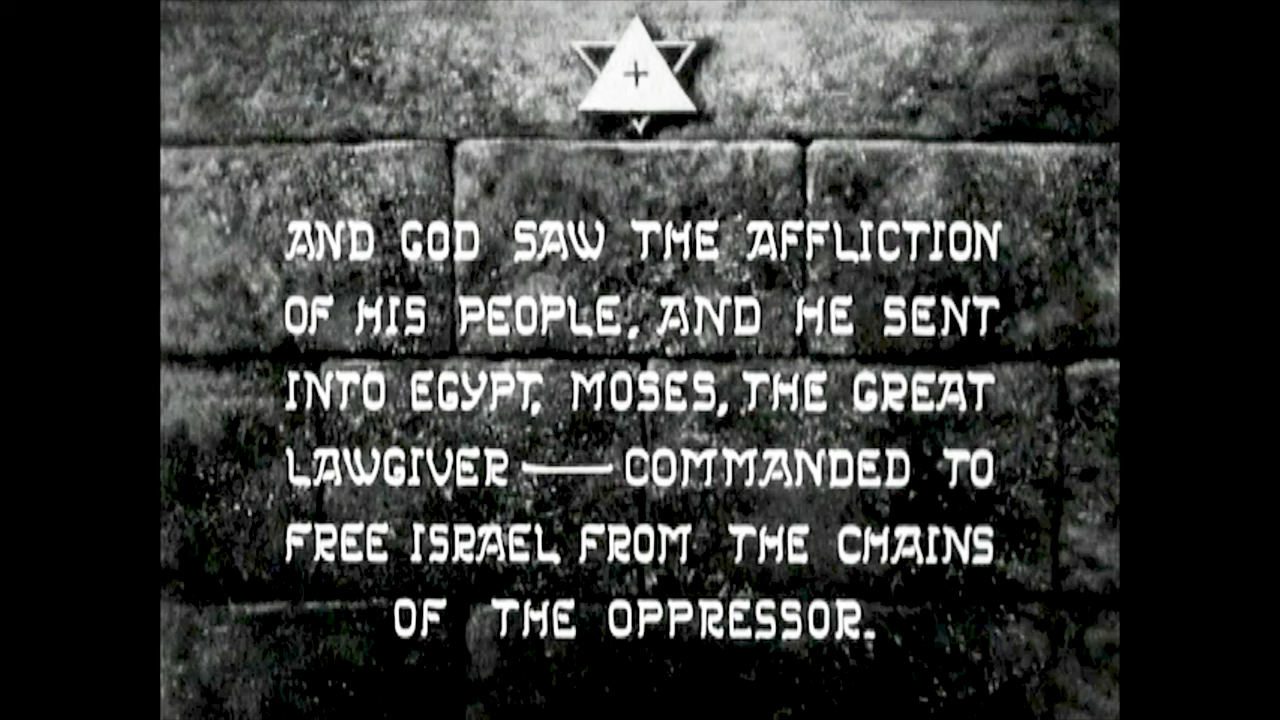 AND GOD SAW THE AFFLICTION
OF HIS PEOPLE, AND HE SENT
INTO EGYPT, MOSES, THE GREAT
LAWGIVER — COMMANDED TO
FREE ISRAEL FROM THE CHAINS
OF THE OPPRESSOR.